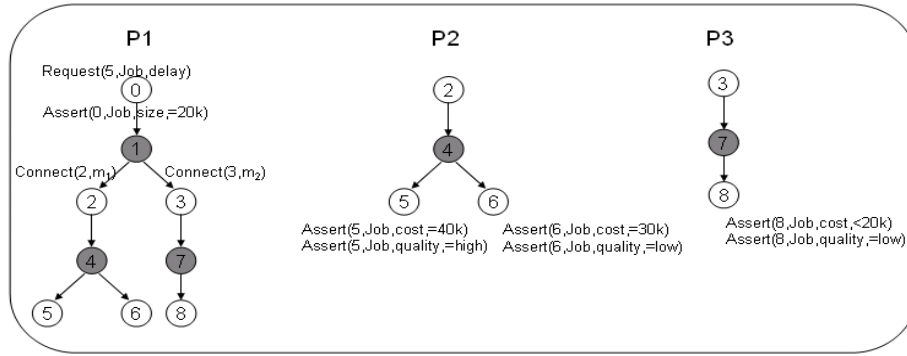 P1
P2
P3
Request(5,Job,delay)
0
2
3
Assert(0,Job,size,=20k)
1
4
7
Connect(2,m1)
Connect(3,m2)
2
3
5
6
8
Assert(5,Job,cost,=40k)
Assert(5,Job,quality,=high)
Assert(6,Job,cost,=30k)
Assert(6,Job,quality,=low)
Assert(8,Job,cost,<20k)
Assert(8,Job,quality,=low)
4
7
5
6
8